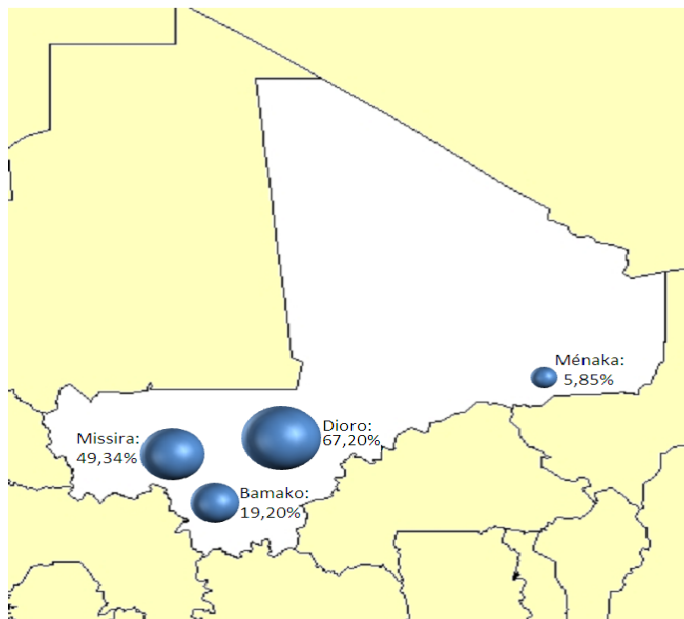 Ménaka:
5,85%
Dioro:
67,20%
Missira:
49,34%
Bamako:
19,20%